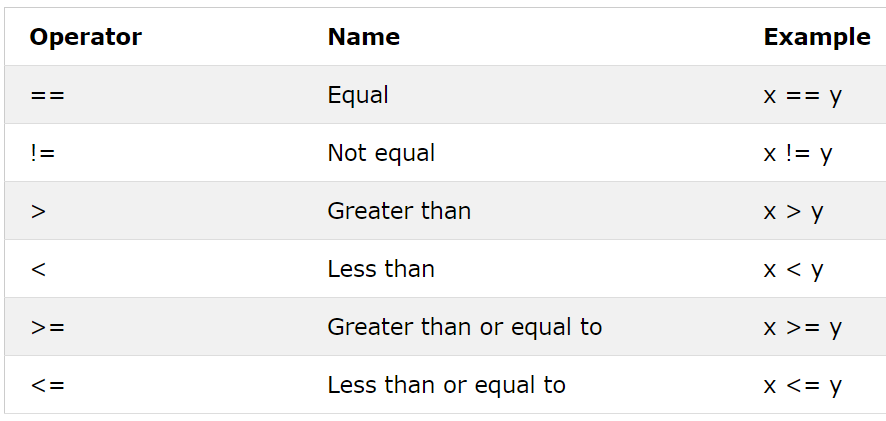 Operator Name Example
== Equal x == y
!= Not equal x != y
> Greater than x > y
< Less than x < y
>= Greater than or equal to x >= y
<= Less than or equal to x <= y